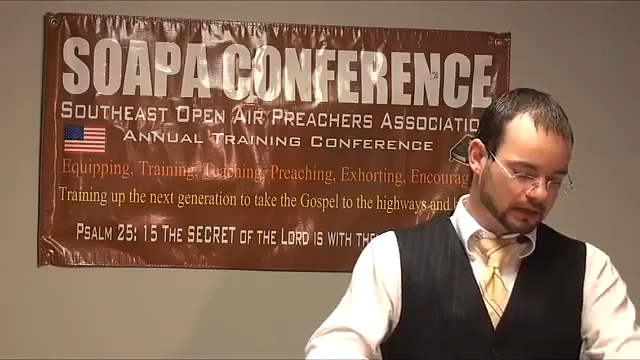 SOAPA CONFERENCE
SOUTHEAST OPEN AIR PREACHERS ASSOCIATIO
ANNUAL TRAINING CONFERENCE
Equipping, Training, Teaching, Preaching, Exhorting, Encourag
Training up the next generation to take the Gospel to the highways and
PSALM 25: 15 THE SECRET OF THE LORD IS WITH THE